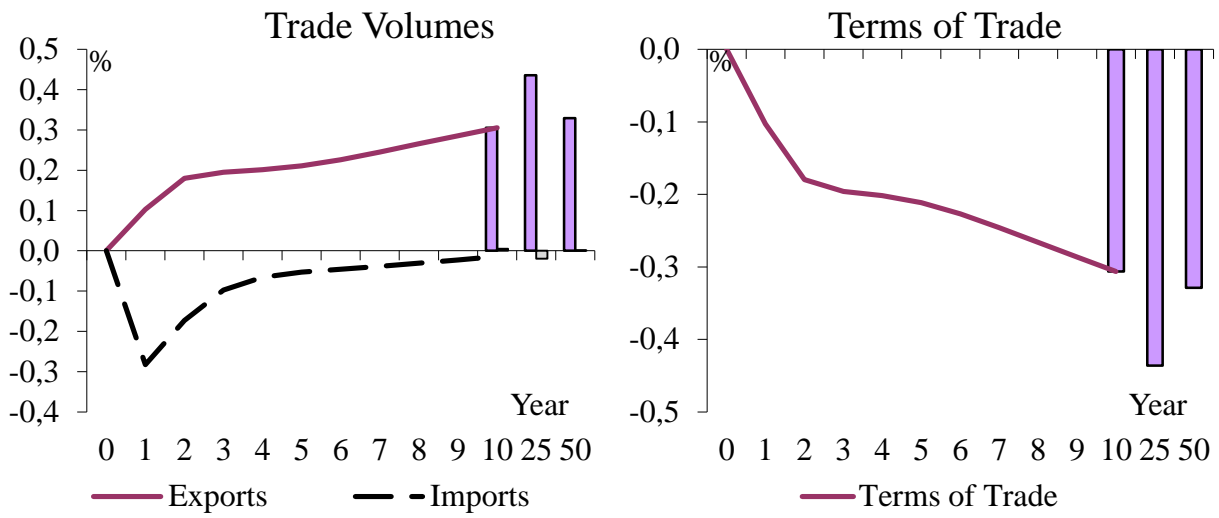 Trade Volumes
%
0,5
0,4
0,3
0,2
0,1
0,0
-0,1
-0,2
-0,3
-0,4
Year
0 1 2 3 4 5 6 7 8 9 10 25 50
Exports Imports
Terms of Trade
%
0,0
-0,1
-0,2
-0,3
-0,4
-0,5
Year
0 1 2 3 4 5 6 7 8 9 10 25 50
Terms of Trade